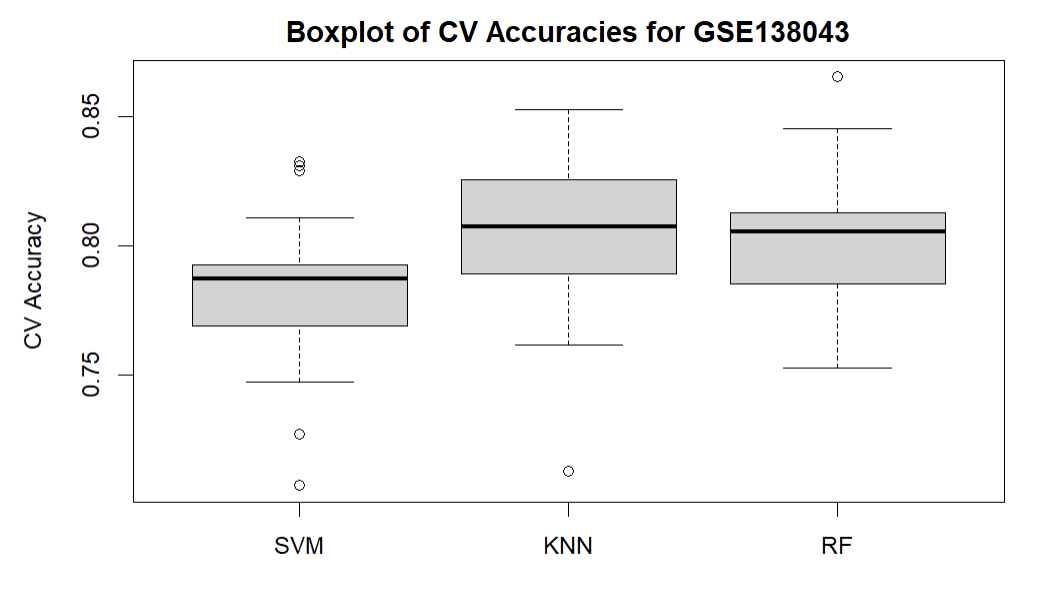 Boxplot of CV Accuracies for GSE138043
CV Accuracy
0.85
0.80
0.75
SVM KNN RF